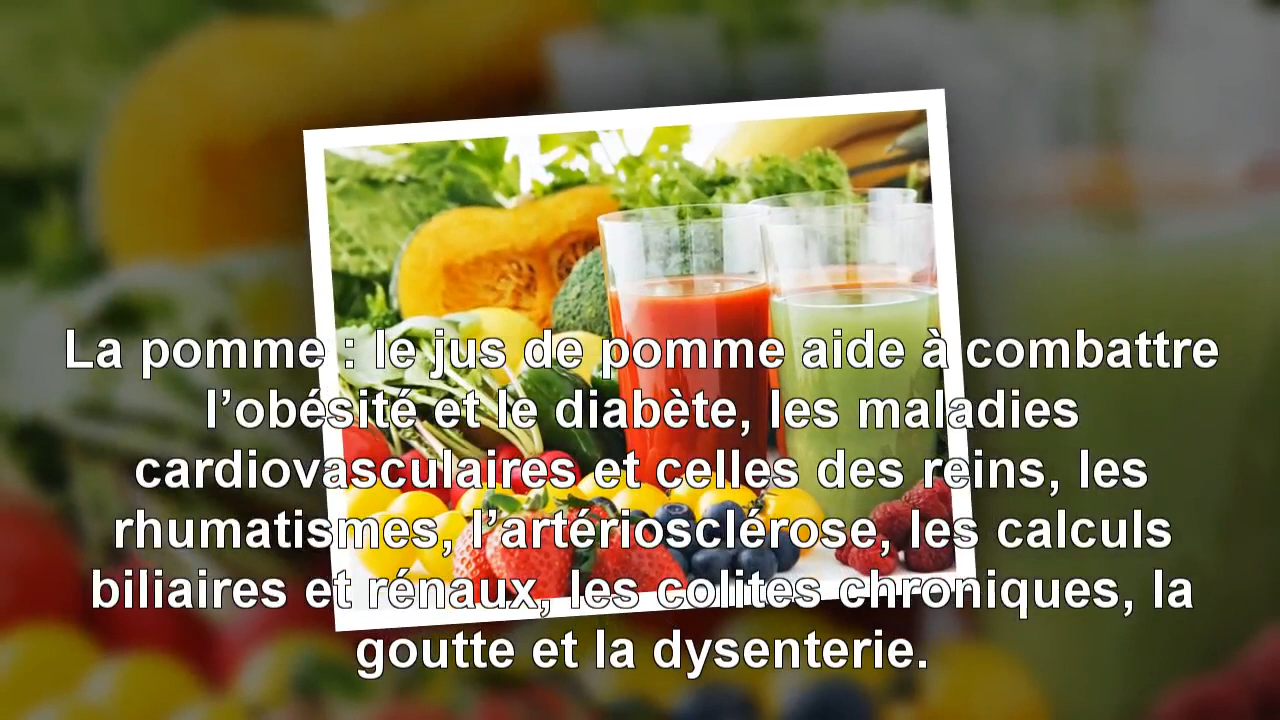 La pomme : le jus de pomme aide à combattre
l’obésité et le diabète, les maladies
cardiovasculaires et celles des reins, les
rhumatismes, l’artériosclérose, les calculs
biliaires et rénaux, les colites chroniques, la
goutte et la dysenterie.